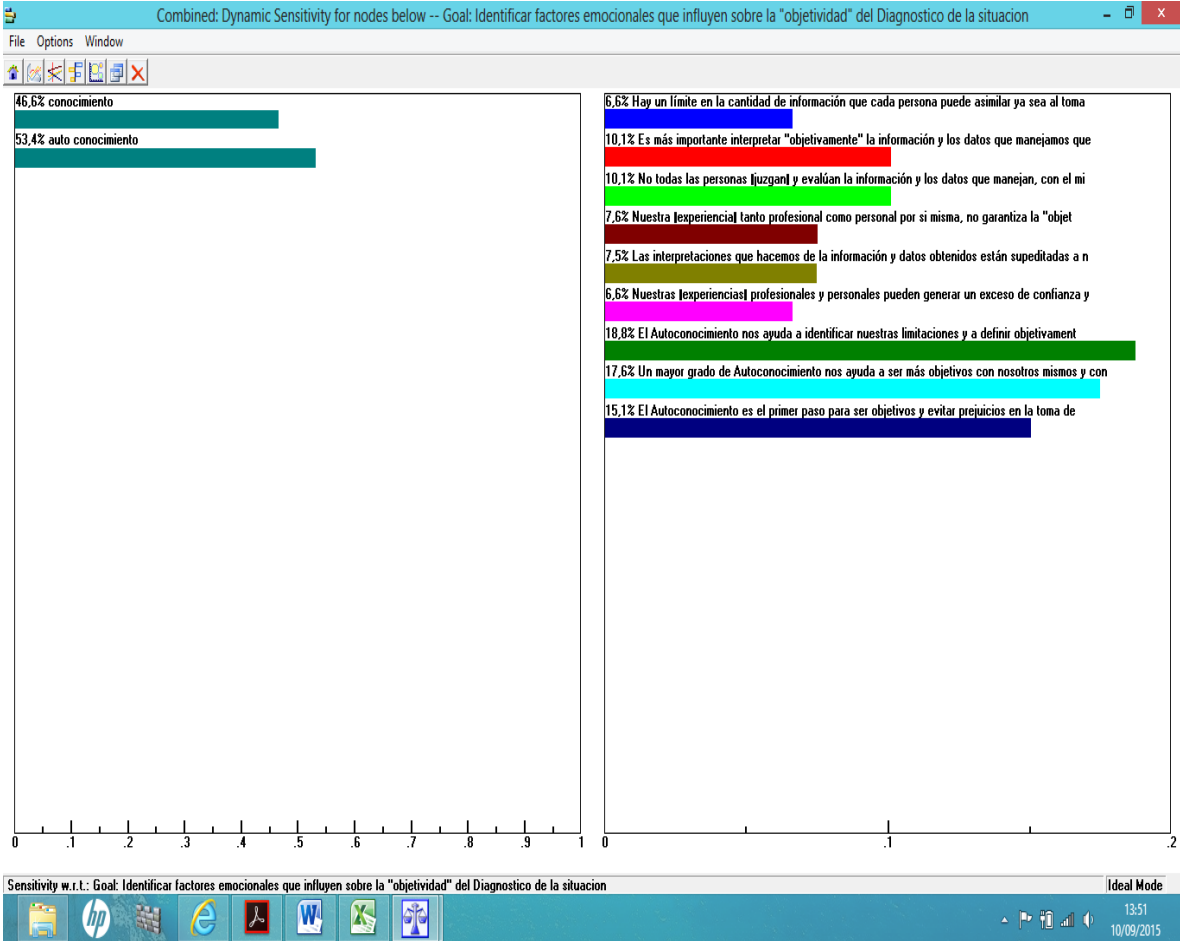 Combined: Dynamic Sensitivity for nodes below -- Goal: Identificar factores emocionales que influyen sobre la "objetividad" del Diagnostico de la situacion
File Options Window
46,6% conocimiento
53,4% auto conocimiento
0 .1 .2 .3 .4 .5 .6 .7 .8 .9 1
6,6% Hay un límite en la cantidad de información que cada persona puede asimilar ya sea al toma
10,1% Es más importante interpretar "objetivamente" la información y los datos que manejamos que
10,1% No todas las personas |juzgan| y evalúan la información y los datos que manejan, con el mi
7,6% Nuestra |experiencia| tanto profesional como personal por si misma, no garantiza la "objet
7,5% Las interpretaciones que hacemos de la información y datos obtenidos están supeditadas a n
6,6% Nuestras |experiencias| profesionales y personales pueden generar un exceso de confianza y
18,8% El Autoconocimiento nos ayuda a identificar nuestras limitaciones y a definir objetivament
17,6% Un mayor grado de Autoconocimiento nos ayuda a ser más objetivos con nosotros mismos y con
15,1% El Autoconocimiento es el primer paso para ser objetivos y evitar prejuicios en la toma de
0 .1 .2
Sensitivity w.r.t.: Goal: Identificar factores emocionales que influyen sobre la "objetividad" del Diagnostico de la situacion
Ideal Mode
hp
13:51
10/09/2015